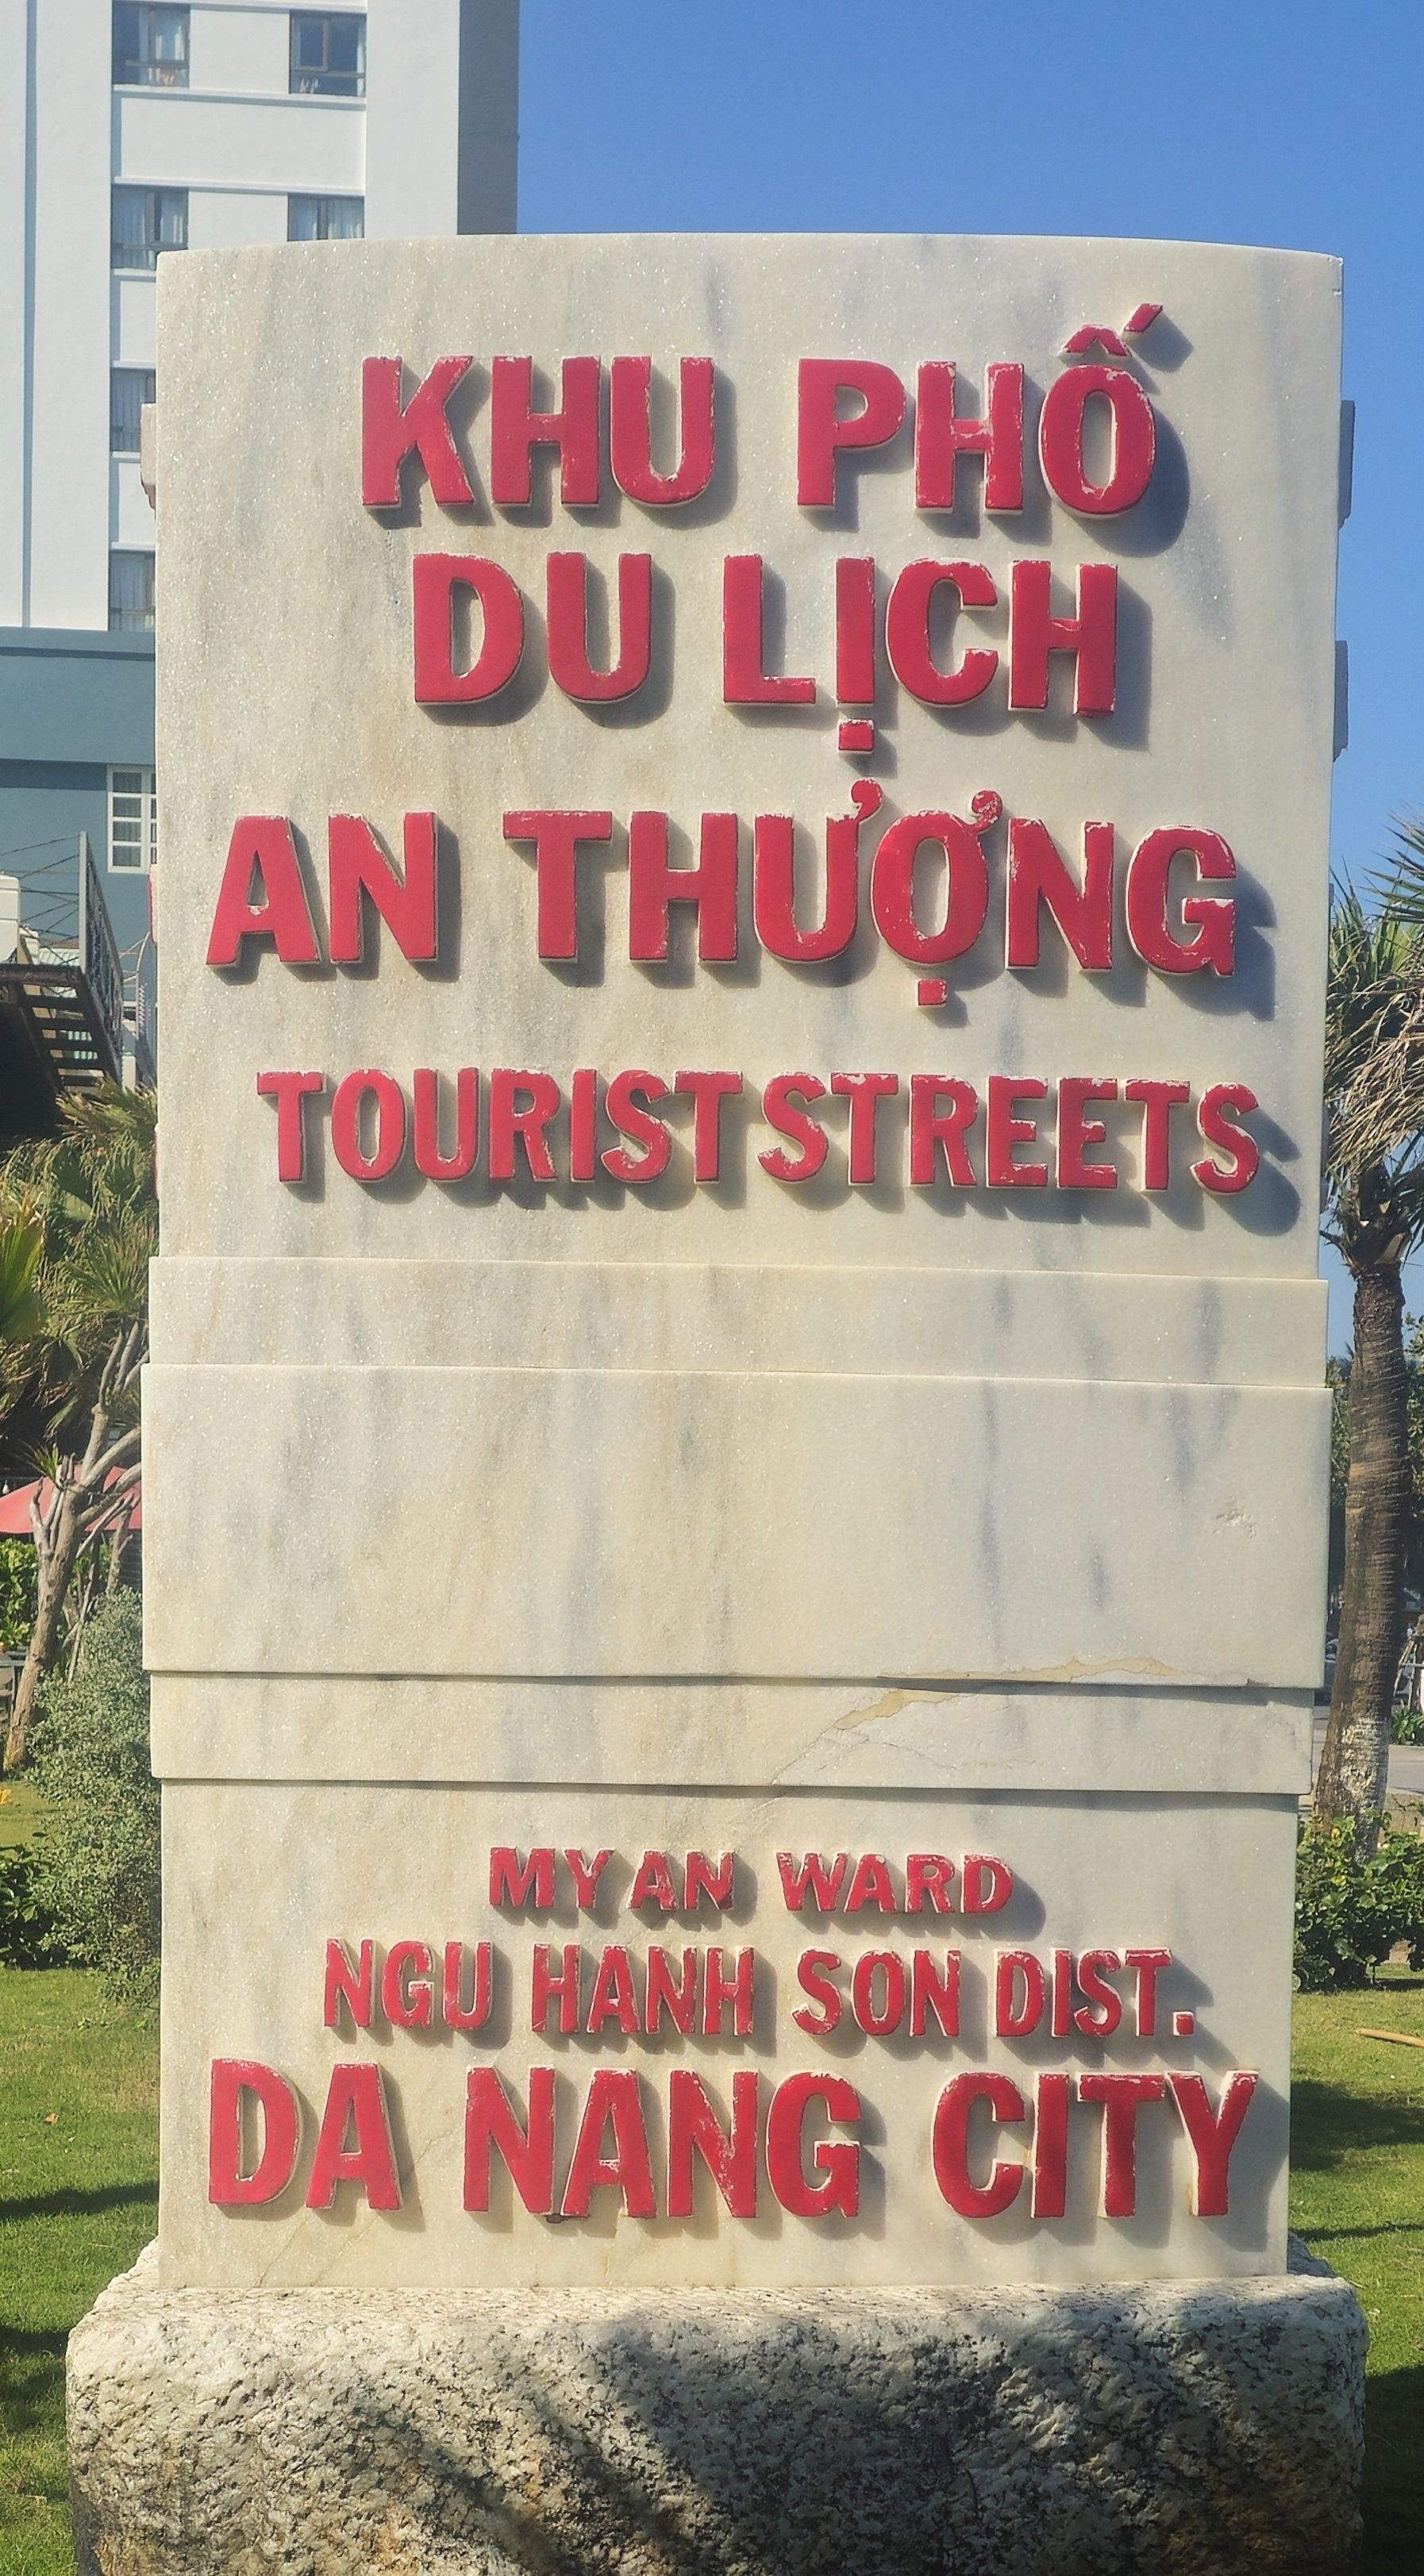 KHU PHỐ
DU LỊCH
AN THƯỢNG
TOURIST STREETS
MY AN WARD
NGU HANH SON DIST.
DA NANG CITY